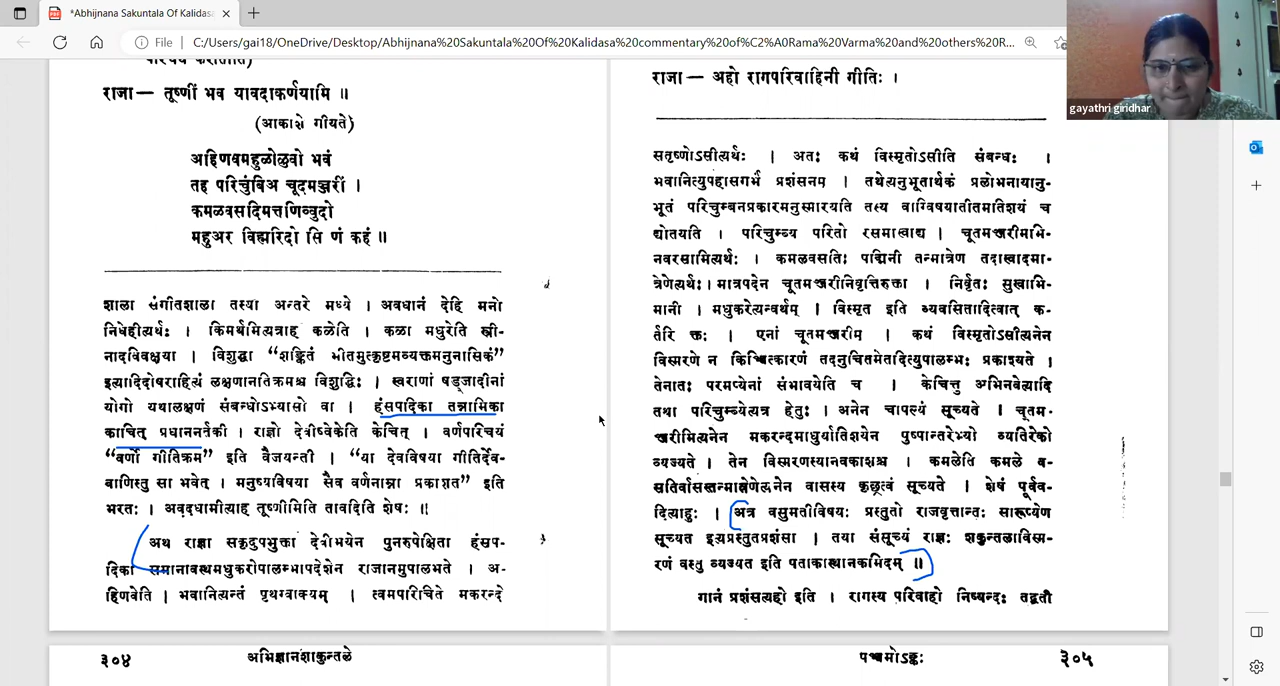 *Abhijnana Sakuntala Of Kalidasa
File
C:/Users/gai18/OneDrive/Desktop/Abhijnana%20Sakuntala%20Of%20Kalidasa%20commentary%20of%C2%A0Rama%20Varma%20and%20others%20R...
gayathri giridhar
राजा — तूष्णीं भव यावदाकर्णयामि ॥
(आकाशे गीयते)
अहिणवमहुळोळुवो भवं
तह परिचुंबिअ चूदमञ्जरीं ।
कमळवसदिमेत्तणिव्वुदो
महुअर विह्मरिदो सि णं कहं ॥
शाला संगीतशाला तस्या अन्तरे मध्ये । अवधानं देहि मनो
निधेहीत्यर्थः । किमर्थमित्यत्राह कळेति । कळा मधुरेति स्त्री-
नादविवक्षया । विशुद्धा “शङ्कितं भीतमुत्कृष्टमव्यक्तमनुनासिकं”
इत्यादिदोषराहित्यं लक्षणानतिक्रमश्च विशुद्धिः । स्वराणां षड्जादीनां
योगो यथालक्षणं संबन्धोऽभ्यासो वा । हंसपदिका तन्नामिका
काचित् प्रधाननर्तकी । राज्ञो देवीष्वेकेति केचित् । वर्णपरिचयं
“वर्णो गीतिक्रम” इति वैजयन्ती । “या देवविषया गीतिर्देव-
वाणिस्तु सा भवेत् । मनुष्यविषया सैव वर्णनाम्ना प्रकाशत” इति
भरतः । अवदधामीत्याह तूष्णीमिति तावदिति शेषः ॥
अथ राज्ञा सकृदुपभुक्ता देवीभयेन पुनरुपेक्षिता हंसप-
दिका समानावस्थमधुकरोपालम्भापदेशेन राजानमुपालभते । अ-
हिणवेति । भवानित्यन्तं पृथग्वाक्यम् । त्वमपरिचिते मकरन्दे
राजा — अहो रागपरिवाहिनी गीतिः ।
सतृष्णोऽसीत्यर्थः । अतः कथं विस्मृतोऽसीति संबन्धः ।
भवानित्युपहासगर्भं प्रशंसनम् । तथेत्यनुभूतार्थकं प्रलोभनायानु-
भूतं परिचुम्बनप्रकारमनुस्मारयति तस्य वाग्विषयातीतमतिशयं च
द्योतयति । परिचुम्ब्य परितो रसमास्वाद्य । चूतमञ्जरीमभि-
नवरसामित्यर्थः । कमळवसतिः पद्मिनी तन्मात्रेण तदास्वादमा-
त्रेणेत्यर्थः । मात्रपदेन चूतमञ्जरीनिवृत्तिरुक्ता । निर्वृतः सुखाभि-
मानी । मधुकरेत्यन्वर्थम् । विस्मृत इति व्यवसितादित्वात् क-
र्तरि क्तः । एनां चूतमञ्जरीम् । कथं विस्मृतोऽसीत्यनेन
विस्मरणे न किञ्चित्कारणं तदनुचितमेतदित्युपालम्भः प्रकाश्यते ।
तेनातः परमप्येनां संभावयेति च । केचित्तु अभिनवेत्यादि
तथा परिचुम्ब्येत्यत्र हेतुः । अनेन चापल्यं सूच्यते । चूतम-
ञ्जरीमित्यनेन मकरन्दमाधुर्यातिशयेन पुष्पान्तरेभ्यो व्यतिरेको
व्यज्यते । तेन विस्मरणस्यानवकाशश्च । कमलेति कमले व-
सतिर्वासस्तन्मात्रेणेत्यनेन वासस्य कृछ्रत्वं सूच्यते । शेषं पूर्वव-
दित्याहुः । अत्र वसुमतीविषयः प्रस्तुतो राजवृत्तान्तः सारूप्येण
सूच्यत इत्यप्रस्तुतप्रशंसा । तया संसूच्यं राज्ञः शकुन्तलाविस्म-
रणं वस्तु व्यज्यत इति पताकास्थानकमिदम् ॥
गानं प्रशंसत्यहो इति । रागस्य परिवाहो निष्यन्दः तद्वती
३०४ अभिज्ञानशाकुन्तळे
पञ्चमोऽङ्कः ३०५